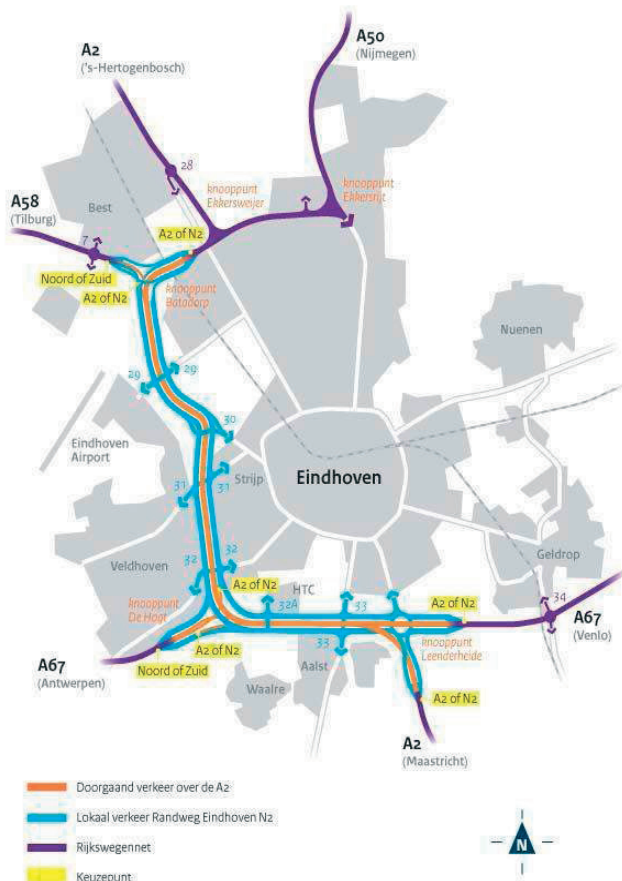 A50
(Nijmegen)
A2
('s-Hertogenbosch)
28
knooppunt
Ekkersweijer
knooppunt
Ekkersrijt
A58
(Tilburg)
Best
7
A2 of N2
Noord of Zuid
A2 of N2
knooppunt
Batadorp
Nuenen
29
29
Eindhoven
Airport
30
Strijp
Eindhoven
31
31
Veldhoven
32
32
Geldrop
A2 of N2
HTC
knooppunt
De Hogt
32A
33
A2 of N2
34
A67
(Venlo)
33
A2 of N2
knooppunt
Leenderheide
A67
(Antwerpen)
Noord of Zuid
Aalst
Waalre
A2 of N2
A2
(Maastricht)
Doorgaand verkeer over de A2
Lokaal verkeer Randweg Eindhoven N2
Rijkswegennet
Keuzepunt
N